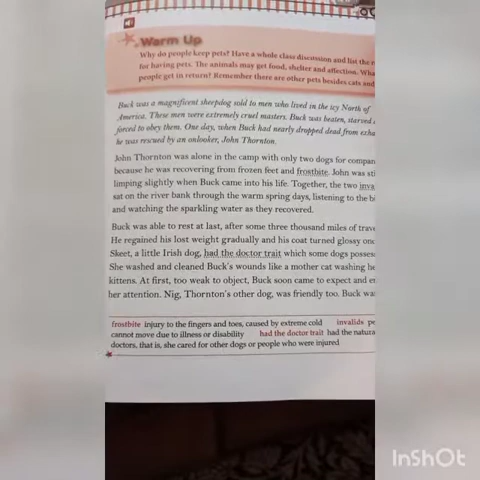 Warm Up
Why do people keep pets? Have a whole class discussion and list the
for having pets. The animals may get food, shelter and affection.
people get in return? Remember there are other pets besides cats and
Buck was a magnificent sheepdog sold to men who lived in the icy North of
America. These men were extremely cruel masters. Buck was beaten, starved
forced to obey them. One day, when Buck had nearly dropped dead from
he was rescued by an onlooker, John Thornton.
John Thornton was alone in the camp with only two dogs for
because he was recovering from frozen feet and frostbite. John was
limping slightly when Buck came into his life. Together, the two
sat on the river bank through the warm spring days, listening to the
and watching the sparkling water as they recovered.
Buck was able to rest at last, after some three thousand miles of
He regained his lost weight gradually and his coat turned glossy
Skeet, a little Irish dog, had the doctor trait which some dogs
She washed and cleaned Buck's wounds like a mother cat washing
kittens. At first, too weak to object, Buck soon came to expect and
her attention. Nig, Thornton's other dog, was friendly too. Buck
frostbite injury to the fingers and toes, caused by extreme cold invalids
cannot move due to illness or disability had the doctor trait had the
doctors, that is, she cared for other dogs or people who were injured
InShOt